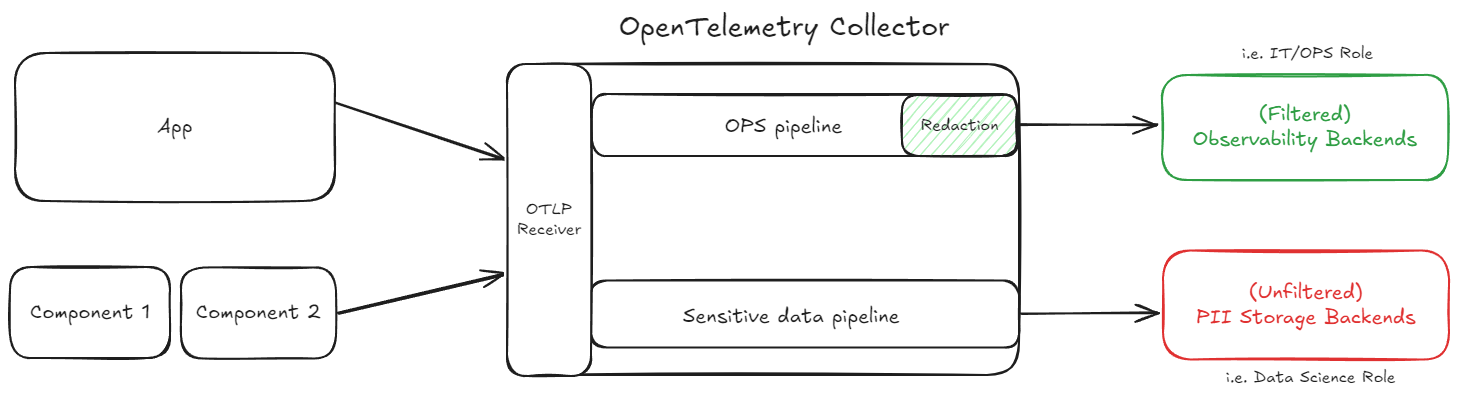 OpenTelemetry Collector
App
Component 1
Component 2
OTLP
Receiver
OPS pipeline
Redaction
Sensitive data pipeline
i.e. IT/OPS Role
(Filtered)
Observability Backends
(Unfiltered)
PII Storage Backends
i.e. Data Science Role